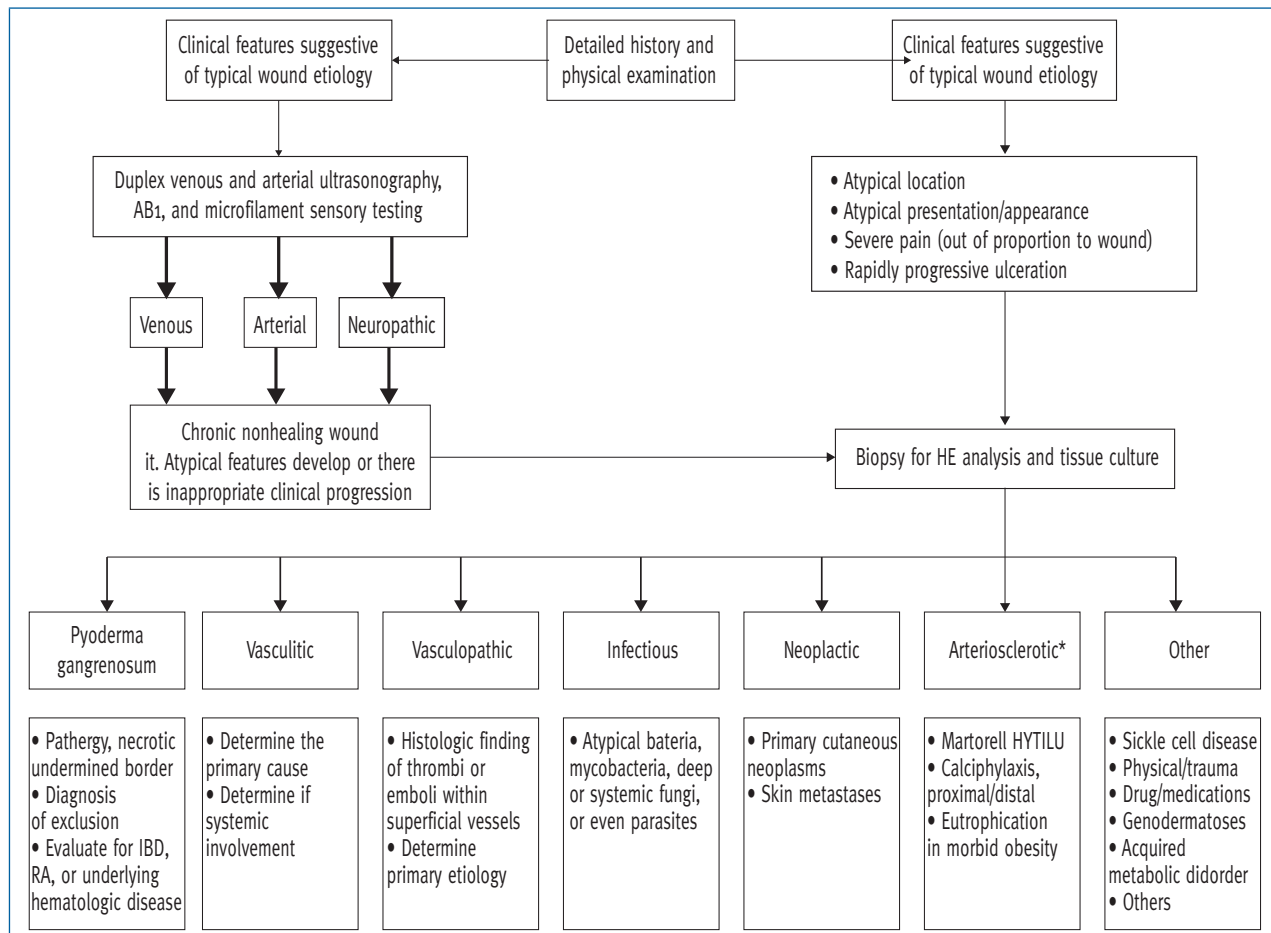 Clinical features suggestive
of typical wound etiology
Detailed history and
physical examination
Clinical features suggestive
of typical wound etiology
Duplex venous and arterial ultrasonography,
AB1, and microfilament sensory testing
• Atypical location
• Atypical presentation/appearance
• Severe pain (out of proportion to wound)
• Rapidly progressive ulceration
Venous
Arterial
Neuropathic
Chronic nonhealing wound
it. Atypical features develop or there
is inappropriate clinical progression
Biopsy for HE analysis and tissue culture
Pyoderma
gangrenosum
Vasculitic
Vasculopathic
Infectious
Neoplactic
Arteriosclerotic*
Other
• Pathergy, necrotic
undermined border
• Diagnosis
of exclusion
• Evaluate for IBD,
RA, or underlying
hematologic disease
• Determine the
primary cause
• Determine if
systemic
involvement
• Histologic finding
of thrombi or
emboli within
superficial vessels
• Determine
primary etiology
• Atypical bateria,
mycobacteria, deep
or systemic fungi,
or even parasites
• Primary cutaneous
neoplasms
• Skin metastases
• Martorell HYTILU
• Calciphylaxis,
proximal/distal
• Eutrophication
in morbid obesity
• Sickle cell disease
• Physical/trauma
• Drug/medications
• Genodermatoses
• Acquired
metabolic didorder
• Others